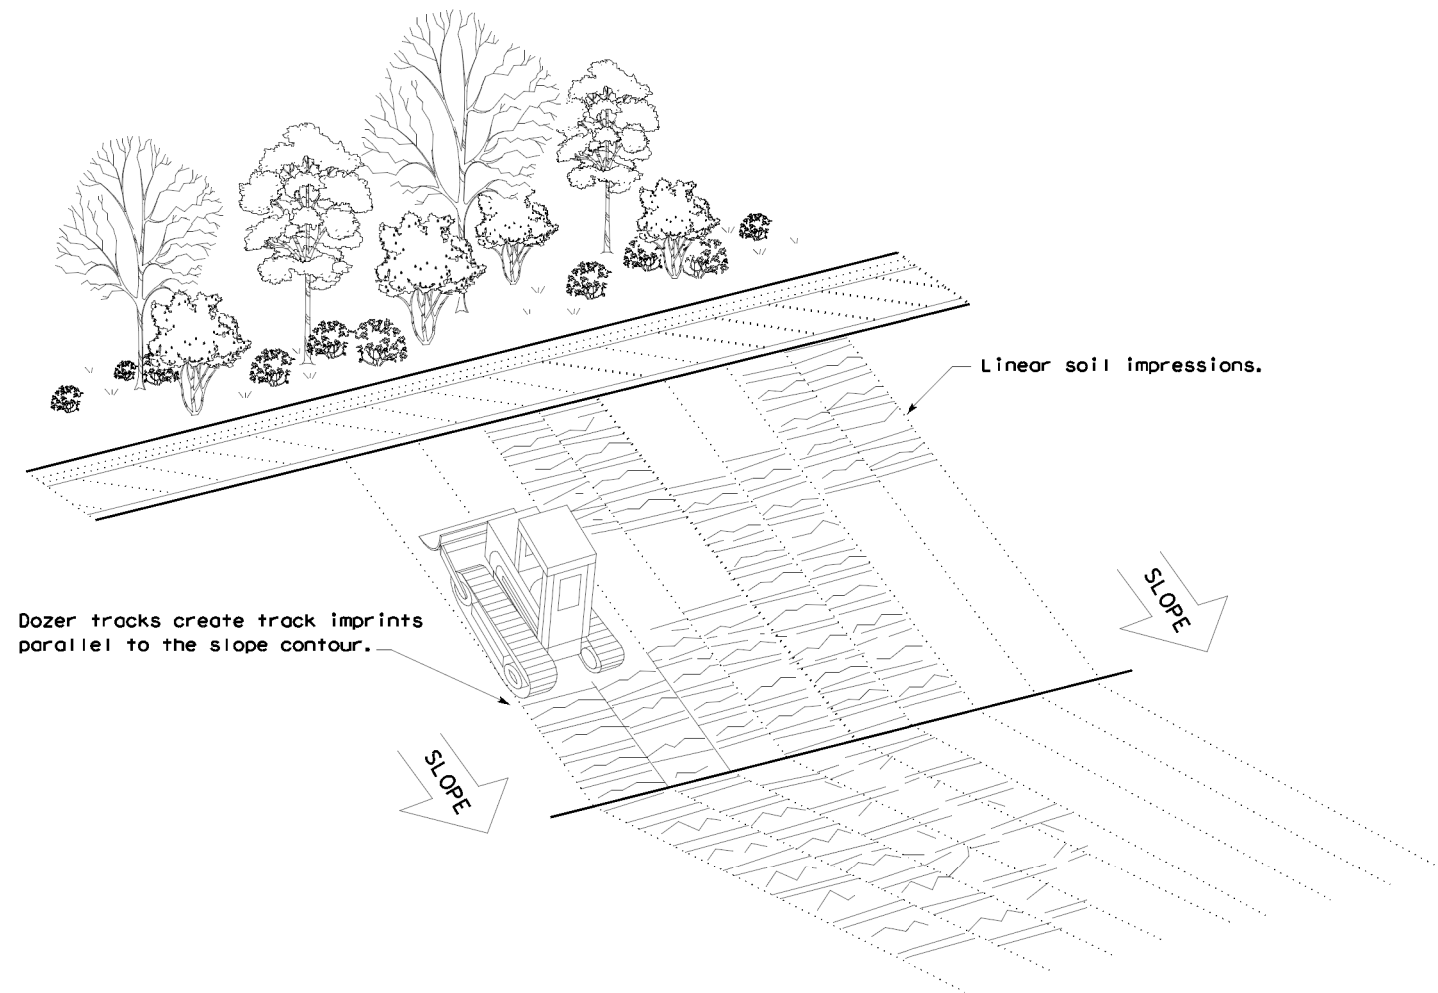 Linear soil impressions.
SLOPE
Dozer tracks create track imprints
parallel to the slope contour.
SLOPE